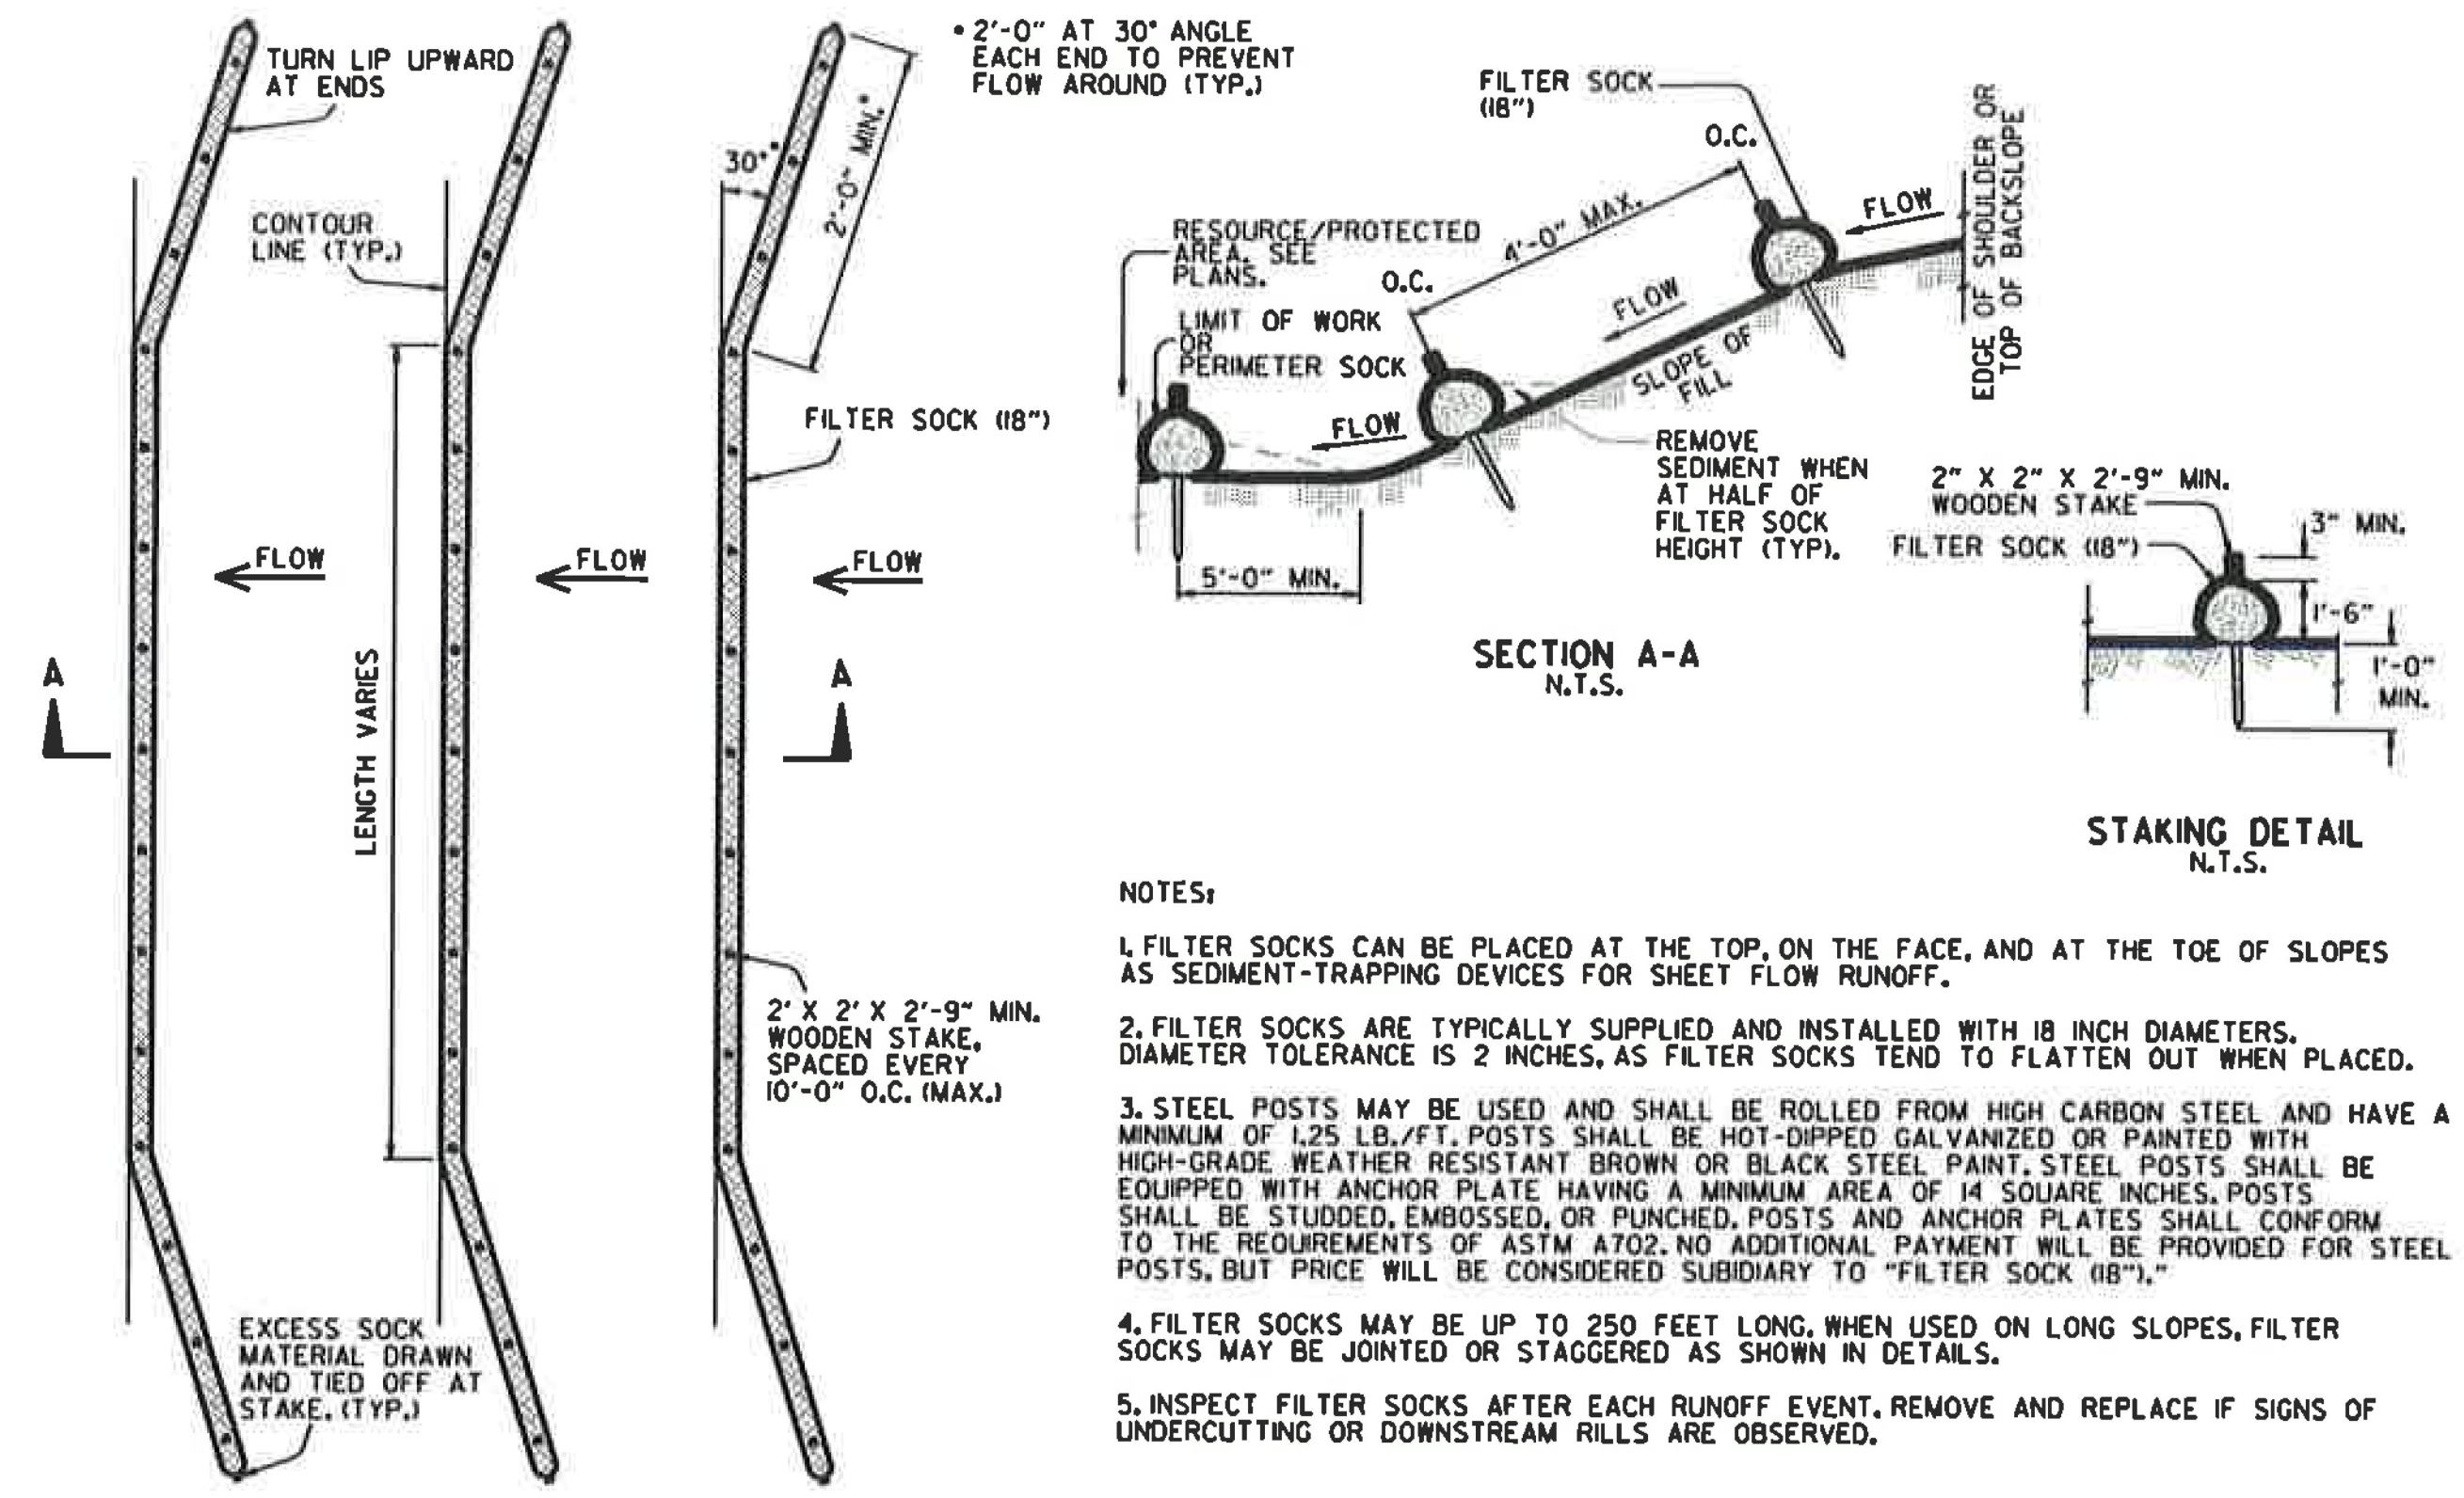 TURN LIP UPWARD
AT ENDS
CONTOUR
LINE (TYP.)
30°•
2'-0" MIN.•
• 2'-0" AT 30° ANGLE
EACH END TO PREVENT
FLOW AROUND (TYP.)
FILTER SOCK (18")
FLOW
FLOW
FLOW
A
A
LENGTH VARIES
2' X 2' X 2'-9" MIN.
WOODEN STAKE,
SPACED EVERY
10'-0" O.C. (MAX.)
EXCESS SOCK
MATERIAL DRAWN
AND TIED OFF AT
STAKE. (TYP.)
FILTER SOCK
(18")
O.C.
4'-0" MAX.
O.C.
FLOW
EDGE OF SHOULDER OR
TOP OF BACKSLOPE
RESOURCE/PROTECTED
AREA. SEE
PLANS.
LIMIT OF WORK
OR
PERIMETER SOCK
FLOW
SLOPE OF
FILL
FLOW
REMOVE
SEDIMENT WHEN
AT HALF OF
FILTER SOCK
HEIGHT (TYP).
5'-0" MIN.
SECTION A-A
N.T.S.
2" X 2" X 2'-9" MIN.
WOODEN STAKE
FILTER SOCK (18")
3" MIN.
1'-6"
1'-0"
MIN.
STAKING DETAIL
N.T.S.
NOTES:
1. FILTER SOCKS CAN BE PLACED AT THE TOP, ON THE FACE, AND AT THE TOE OF SLOPES
AS SEDIMENT-TRAPPING DEVICES FOR SHEET FLOW RUNOFF.
2. FILTER SOCKS ARE TYPICALLY SUPPLIED AND INSTALLED WITH 18 INCH DIAMETERS.
DIAMETER TOLERANCE IS 2 INCHES, AS FILTER SOCKS TEND TO FLATTEN OUT WHEN PLACED.
3. STEEL POSTS MAY BE USED AND SHALL BE ROLLED FROM HIGH CARBON STEEL AND HAVE A
MINIMUM OF 1.25 LB./FT. POSTS SHALL BE HOT-DIPPED GALVANIZED OR PAINTED WITH
HIGH-GRADE WEATHER RESISTANT BROWN OR BLACK STEEL PAINT. STEEL POSTS SHALL BE
EQUIPPED WITH ANCHOR PLATE HAVING A MINIMUM AREA OF 14 SQUARE INCHES. POSTS
SHALL BE STUDDED, EMBOSSED, OR PUNCHED. POSTS AND ANCHOR PLATES SHALL CONFORM
TO THE REQUIREMENTS OF ASTM A702. NO ADDITIONAL PAYMENT WILL BE PROVIDED FOR STEEL
POSTS, BUT PRICE WILL BE CONSIDERED SUBIDIARY TO "FILTER SOCK (18")."
4. FILTER SOCKS MAY BE UP TO 250 FEET LONG. WHEN USED ON LONG SLOPES, FILTER
SOCKS MAY BE JOINTED OR STAGGERED AS SHOWN IN DETAILS.
5. INSPECT FILTER SOCKS AFTER EACH RUNOFF EVENT. REMOVE AND REPLACE IF SIGNS OF
UNDERCUTTING OR DOWNSTREAM RILLS ARE OBSERVED.